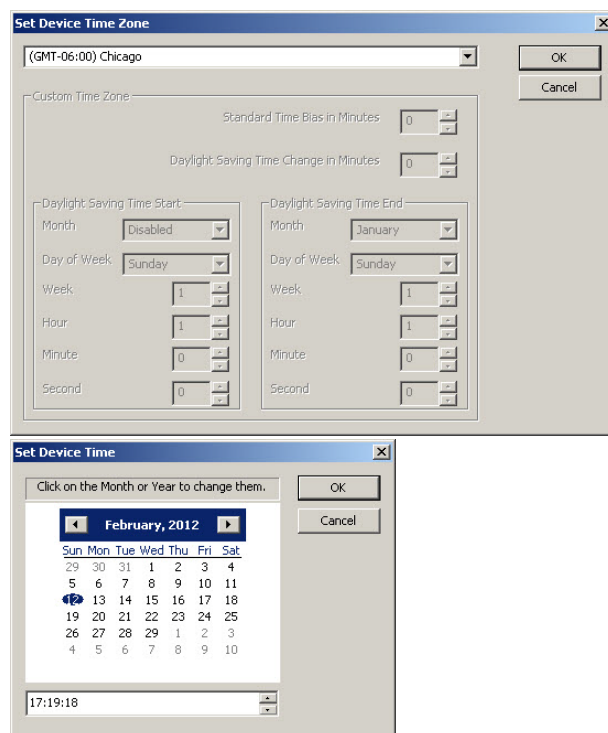 Set Device Time Zone
(GMT-06:00) Chicago
OK
Cancel
Custom Time Zone
Standard Time Bias in Minutes 0
Daylight Saving Time Change in Minutes 0
Daylight Saving Time Start
Month Disabled
Day of Week Sunday
Week 1
Hour 1
Minute 0
Second 0
Daylight Saving Time End
Month January
Day of Week Sunday
Week 1
Hour 1
Minute 0
Second 0
Set Device Time
Click on the Month or Year to change them.
OK
Cancel
February, 2012
Sun Mon Tue Wed Thu Fri Sat
29 30 31 1 2 3 4
5 6 7 8 9 10 11
12 13 14 15 16 17 18
19 20 21 22 23 24 25
26 27 28 29 1 2 3
4 5 6 7 8 9 10
17:19:18